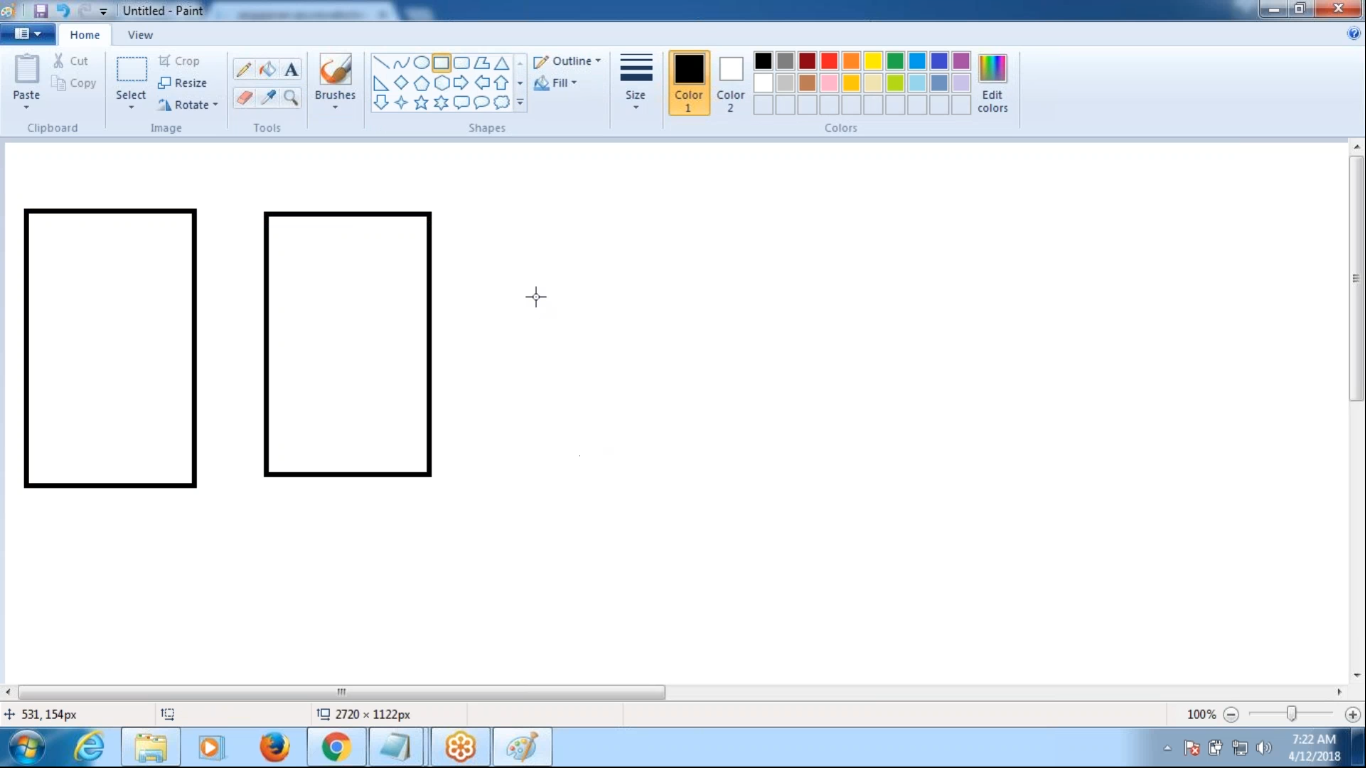 Untitled - Paint
Home View
Cut
Copy
Paste
Clipboard
Select
Crop
Resize
Rotate
Image
A
Tools
Brushes
Outline
Fill
Shapes
Size
Color 1
Color 2
Edit colors
Colors
531, 154px
2720 × 1122px
100%
7:22 AM
4/12/2018